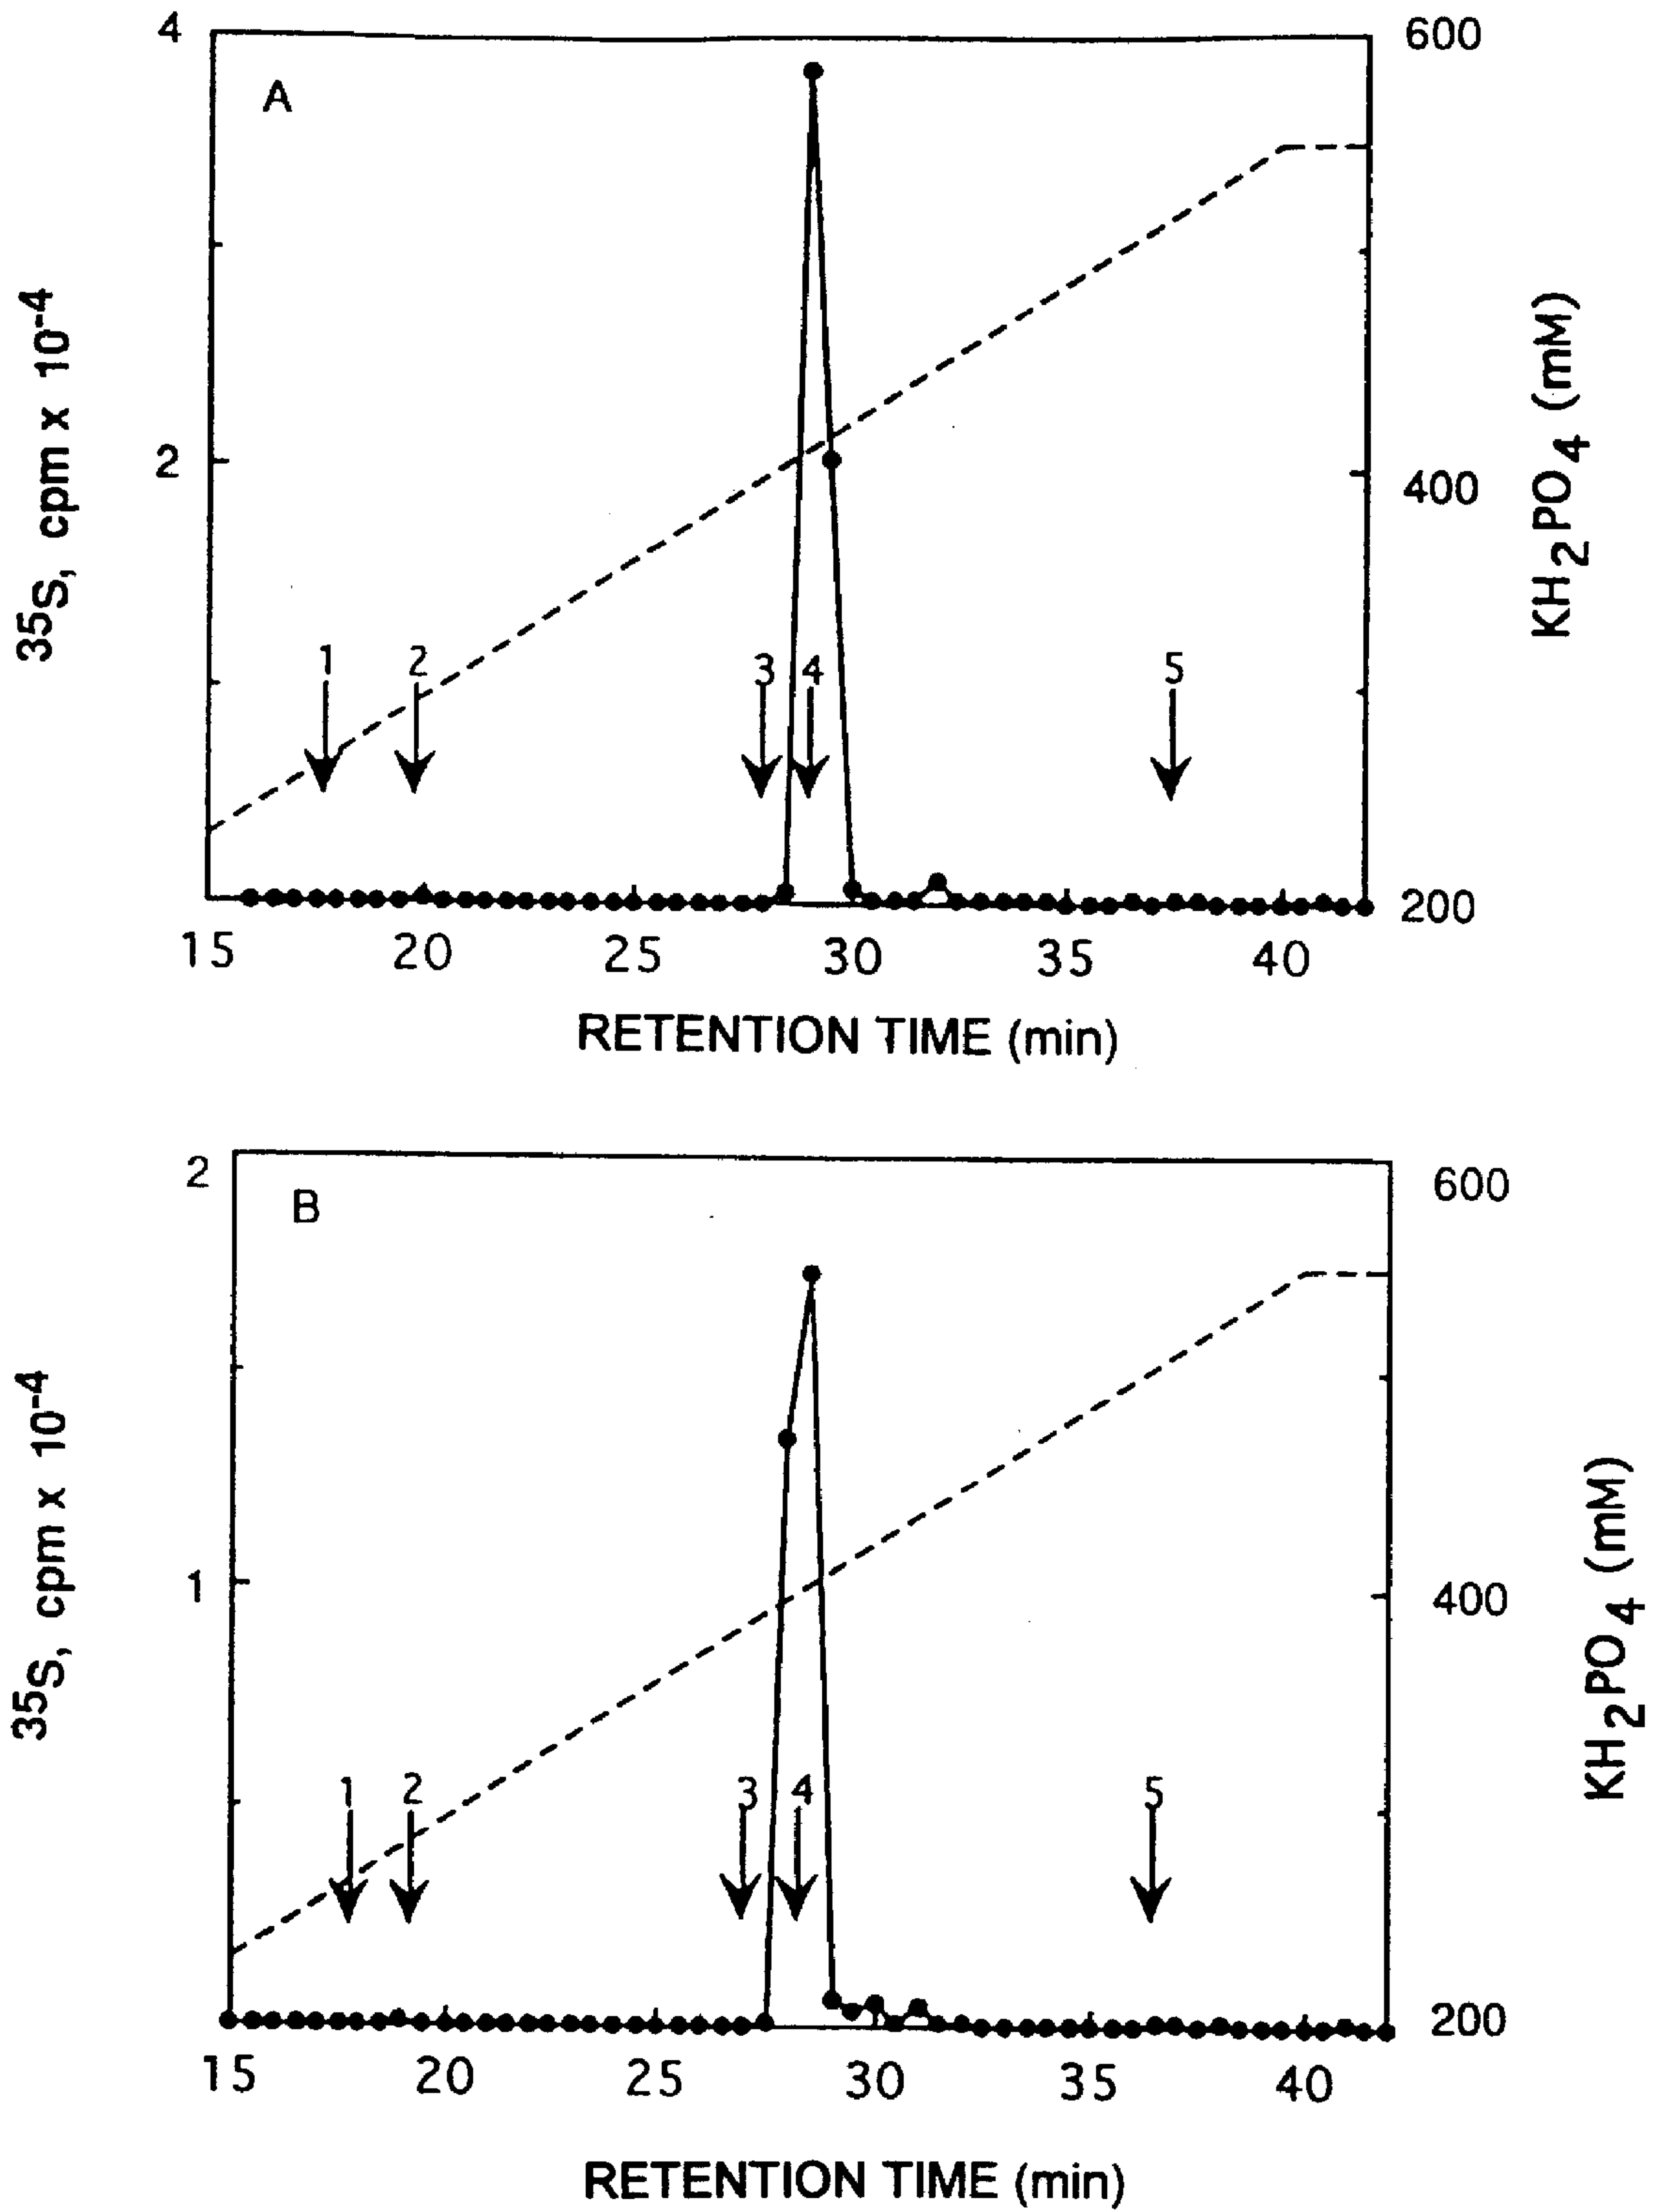 4
600
A
35S, cpm x 10-4
2
400
KH2PO4 (mM)
1 2 3 4 5
200
15 20 25 30 35 40
RETENTION TIME (min)
2
600
B
35S, cpm x 10-4
1
400
KH2PO4 (mM)
1 2 3 4 5
200
15 20 25 30 35 40
RETENTION TIME (min)